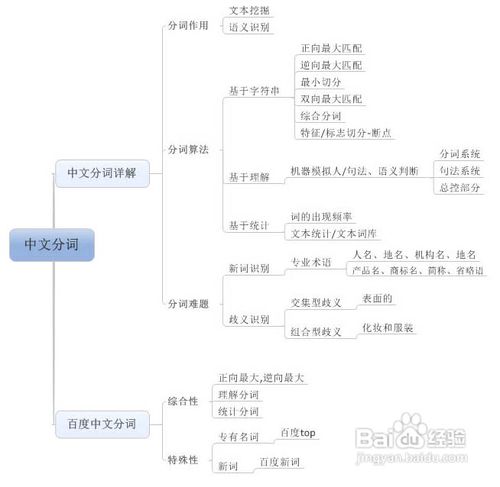 中文分词
中文分词详解
分词作用
文本挖掘
语义识别
分词算法
基于字符串
正向最大匹配
逆向最大匹配
最小切分
双向最大匹配
综合分词
特征/标志切分-断点
基于理解
机器模拟人/句法、语义判断
分词系统
句法系统
总控部分
基于统计
词的出现频率
文本统计/文本词库
分词难题
新词识别
专业术语
人名、地名、机构名、地名
产品名、商标名、简称、省略语
歧义识别
交集型歧义
表面的
组合型歧义
化妆和服装
百度中文分词
综合性
正向最大,逆向最大
理解分词
统计分词
特殊性
专有名词
百度top
新词
百度新词
Baidu经验
jingyan.baidu.com